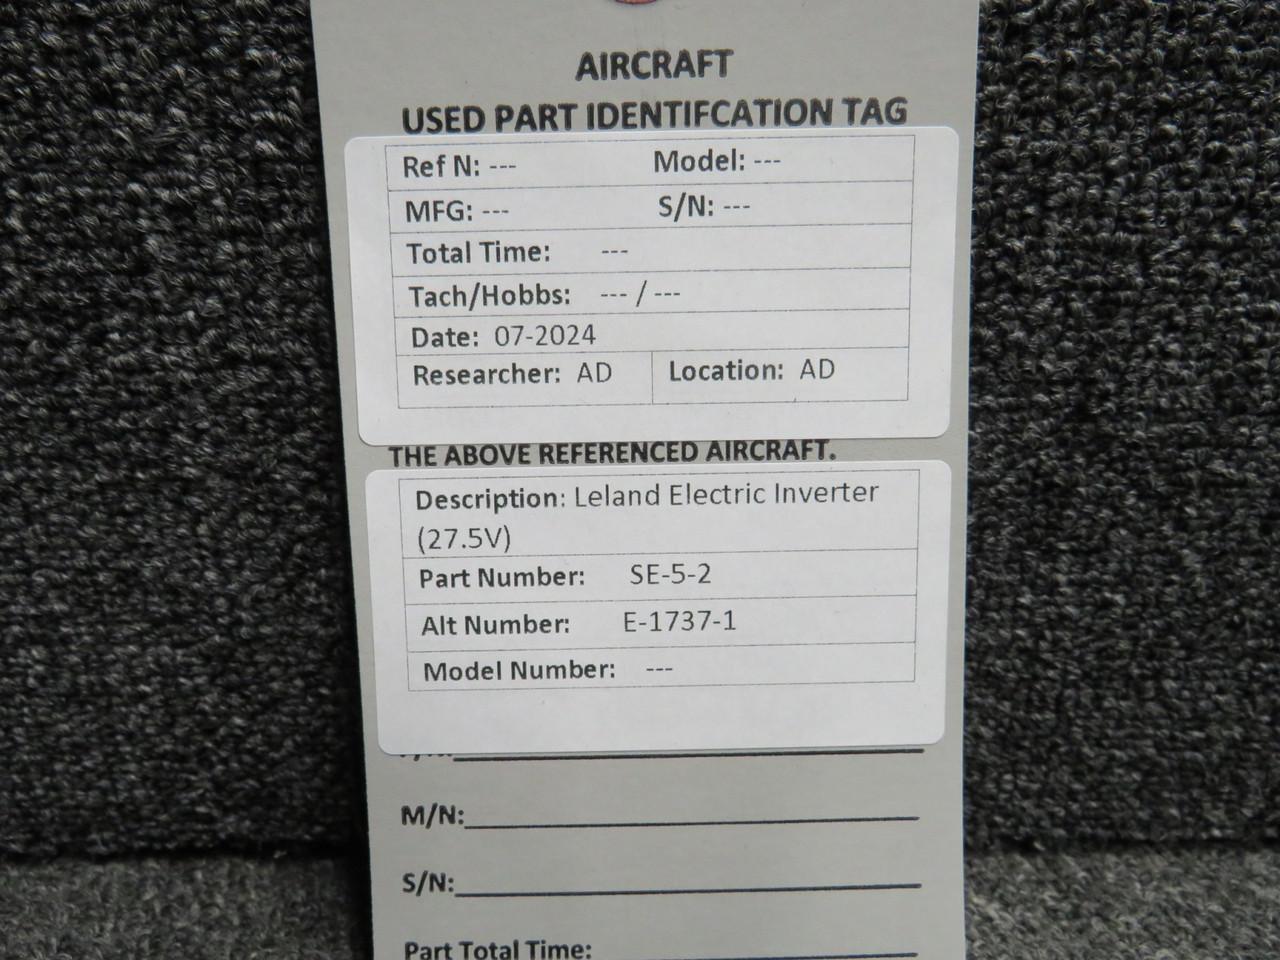 AIRCRAFT
USED PART IDENTIFCATION TAG
Ref N: --- Model: ---
MFG: --- S/N: ---
Total Time: ---
Tach/Hobbs: --- / ---
Date: 07-2024
Researcher: AD Location: AD
THE ABOVE REFERENCED AIRCRAFT.
Description: Leland Electric Inverter
(27.5V)
Part Number: SE-5-2
Alt Number: E-1737-1
Model Number: ---
M/N:
S/N:
Part Total Time: